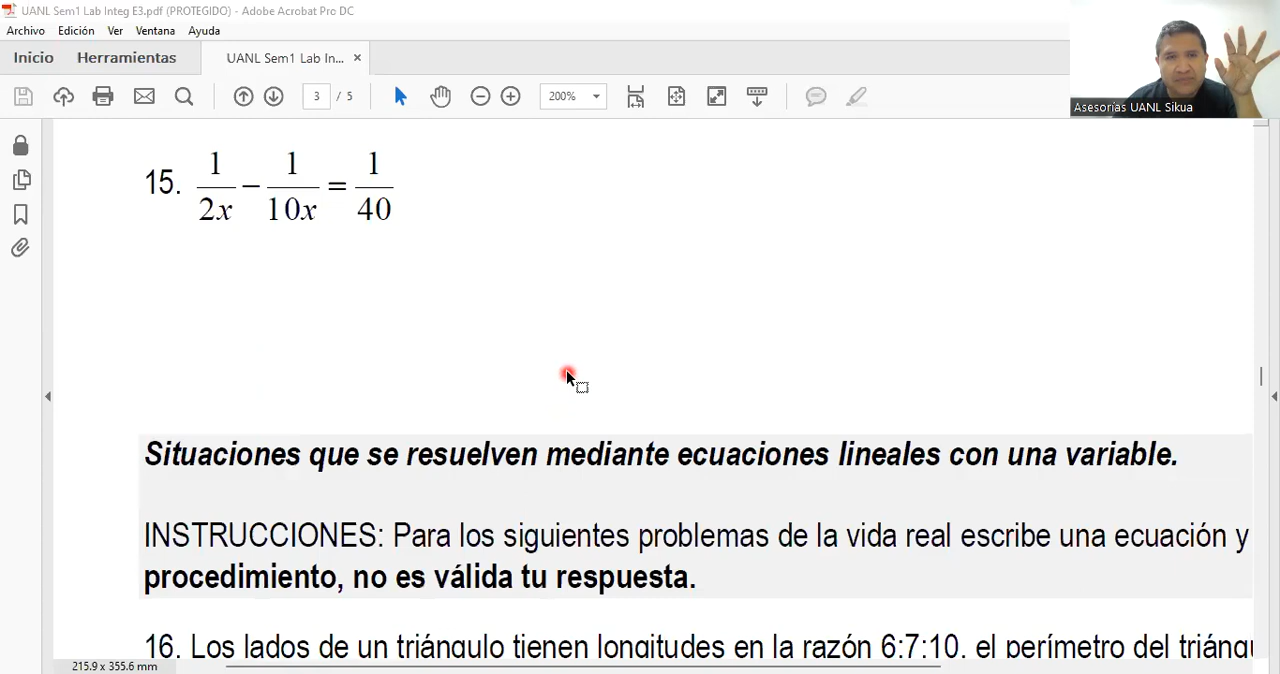 UANL Sem1 Lab Integ E3.pdf (PROTEGIDO) - Adobe Acrobat Pro DC
Archivo Edición Ver Ventana Ayuda
Inicio Herramientas UANL Sem1 Lab In... ×
3 / 5 200%
Asesorías UANL Sikua
15. 1/2x − 1/10x = 1/40
Situaciones que se resuelven mediante ecuaciones lineales con una variable.
INSTRUCCIONES: Para los siguientes problemas de la vida real escribe una ecuación y
procedimiento, no es válida tu respuesta.
16. Los lados de un triángulo tienen longitudes en la razón 6:7:10. el perímetro del triángu
215.9 x 355.6 mm